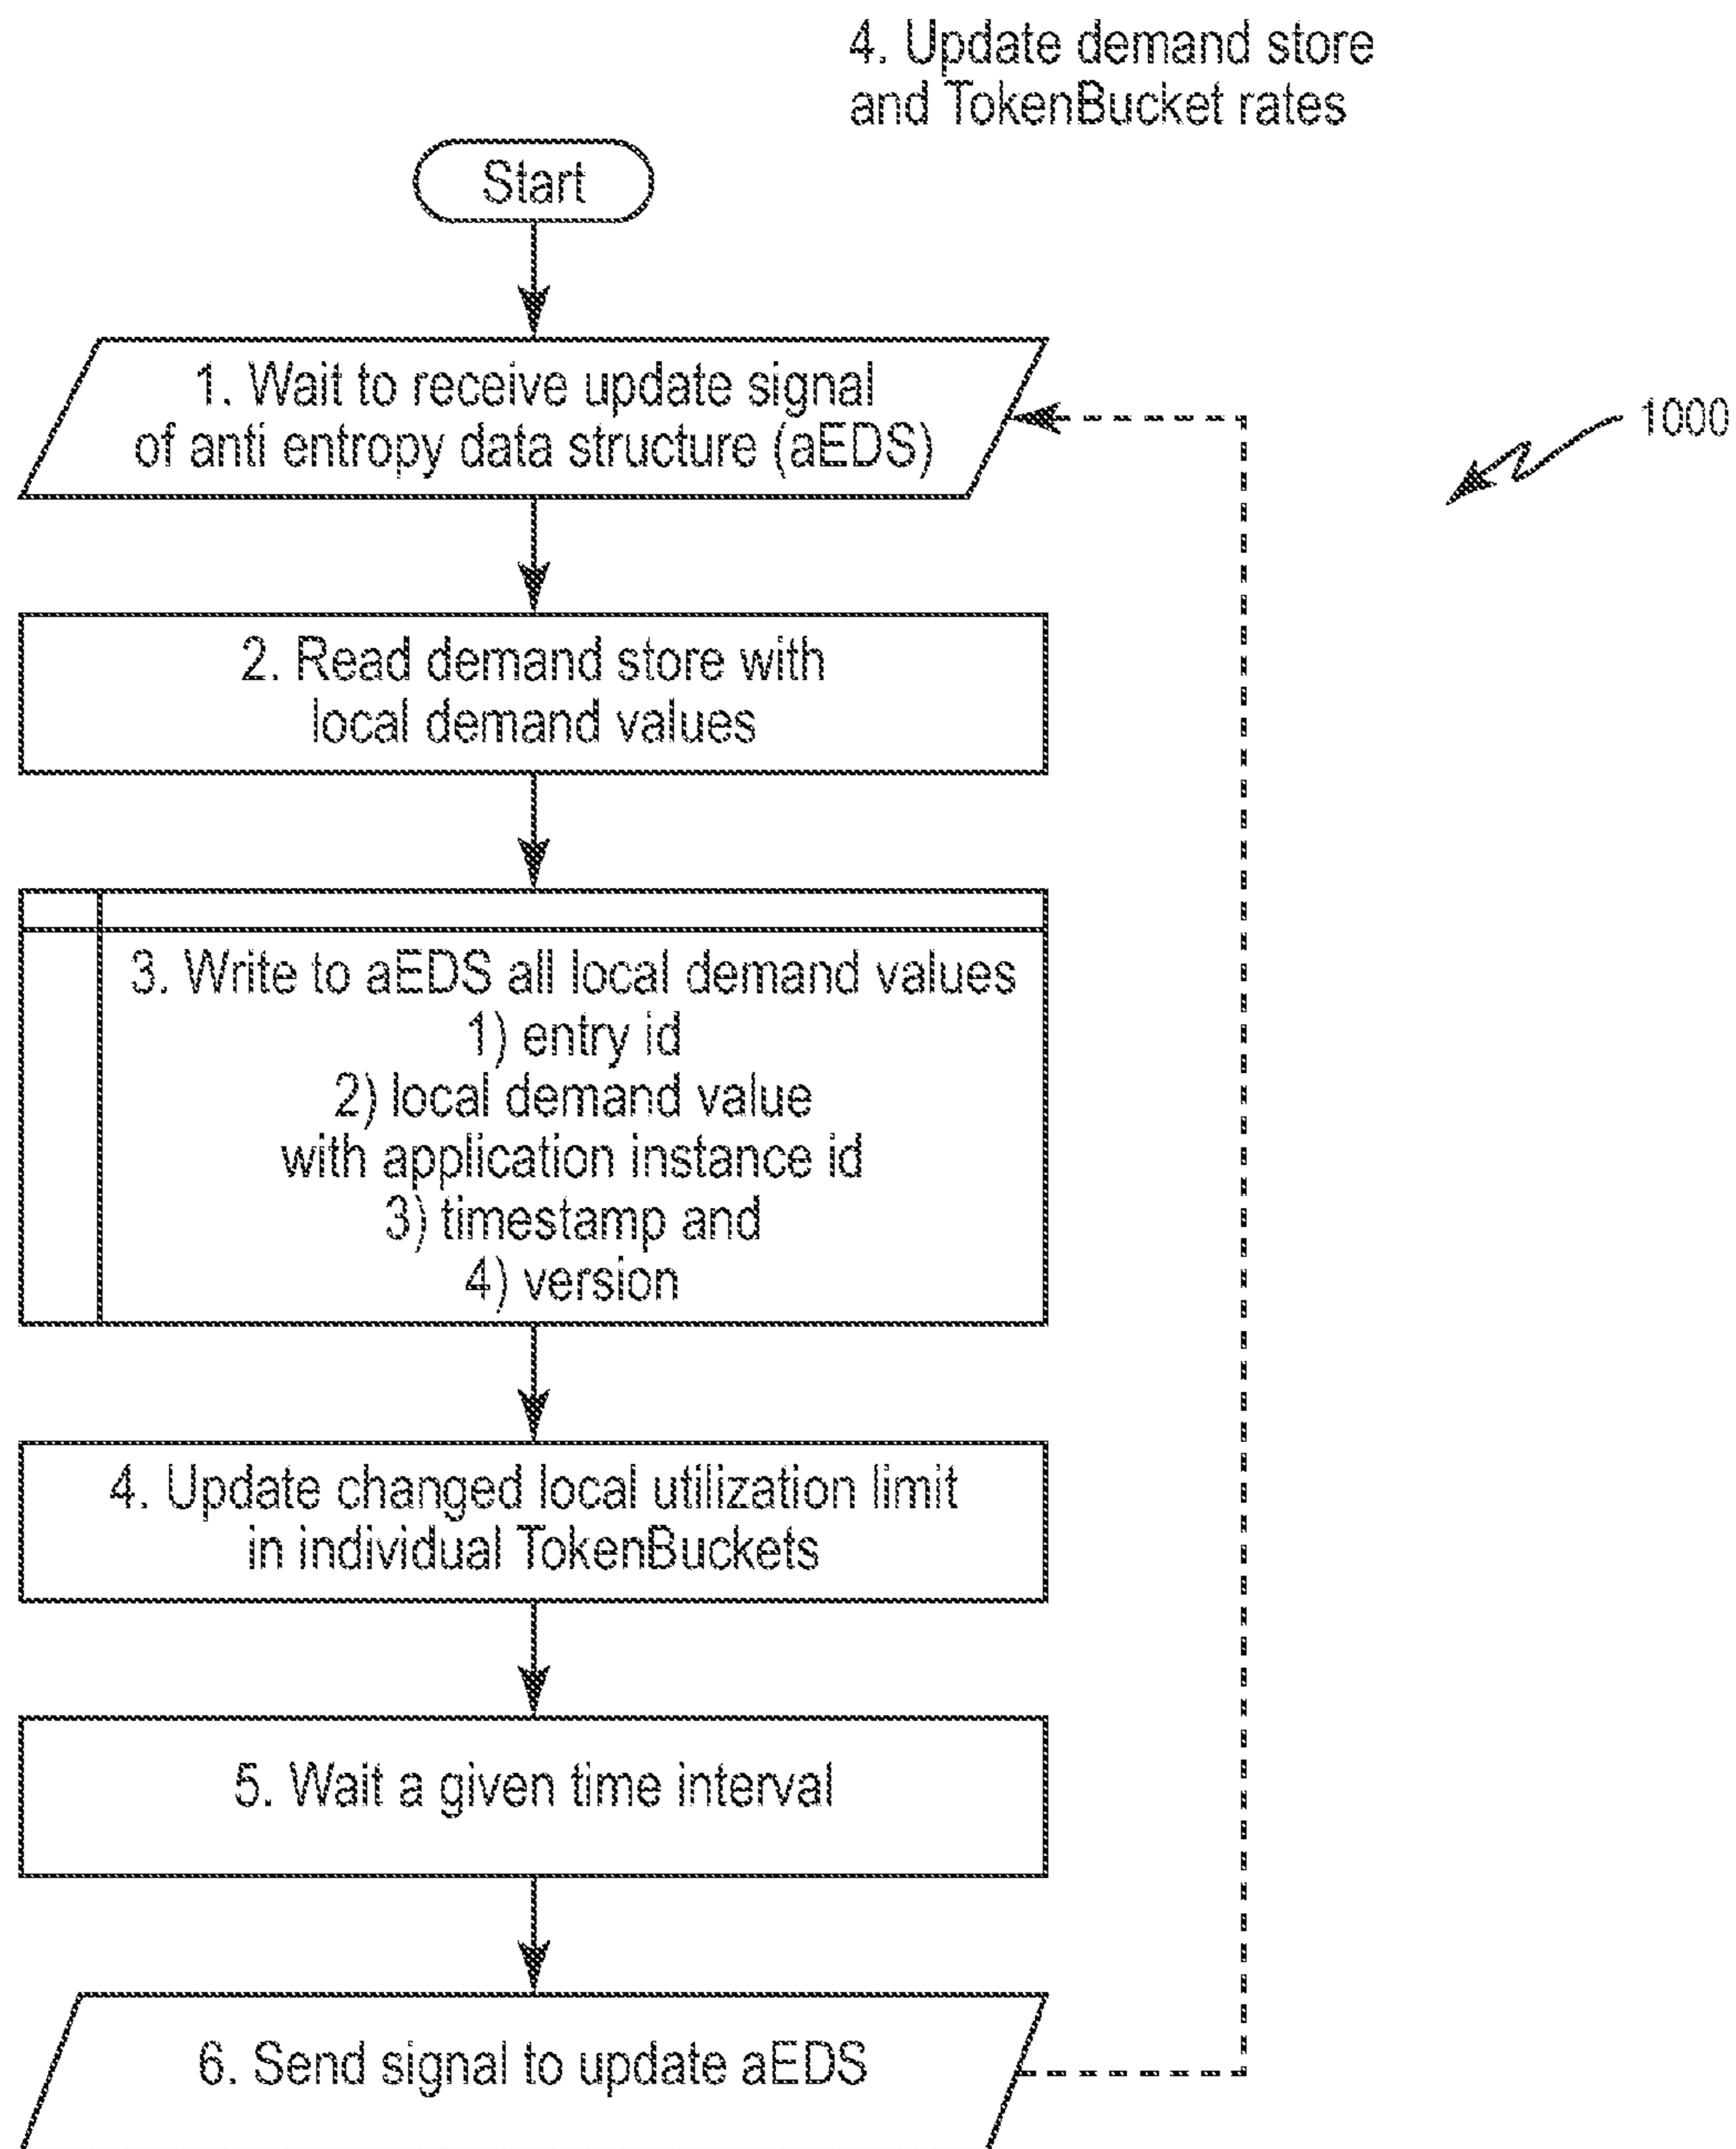 4. Update demand store
and TokenBucket rates
Start
1. Wait to receive update signal
of anti entropy data structure (aEDS)
1000
2. Read demand store with
local demand values
3. Write to aEDS all local demand values
1) entry id
2) local demand value
with application instance id
3) timestamp and
4) version
4. Update changed local utilization limit
in individual TokenBuckets
5. Wait a given time interval
6. Send signal to update aEDS